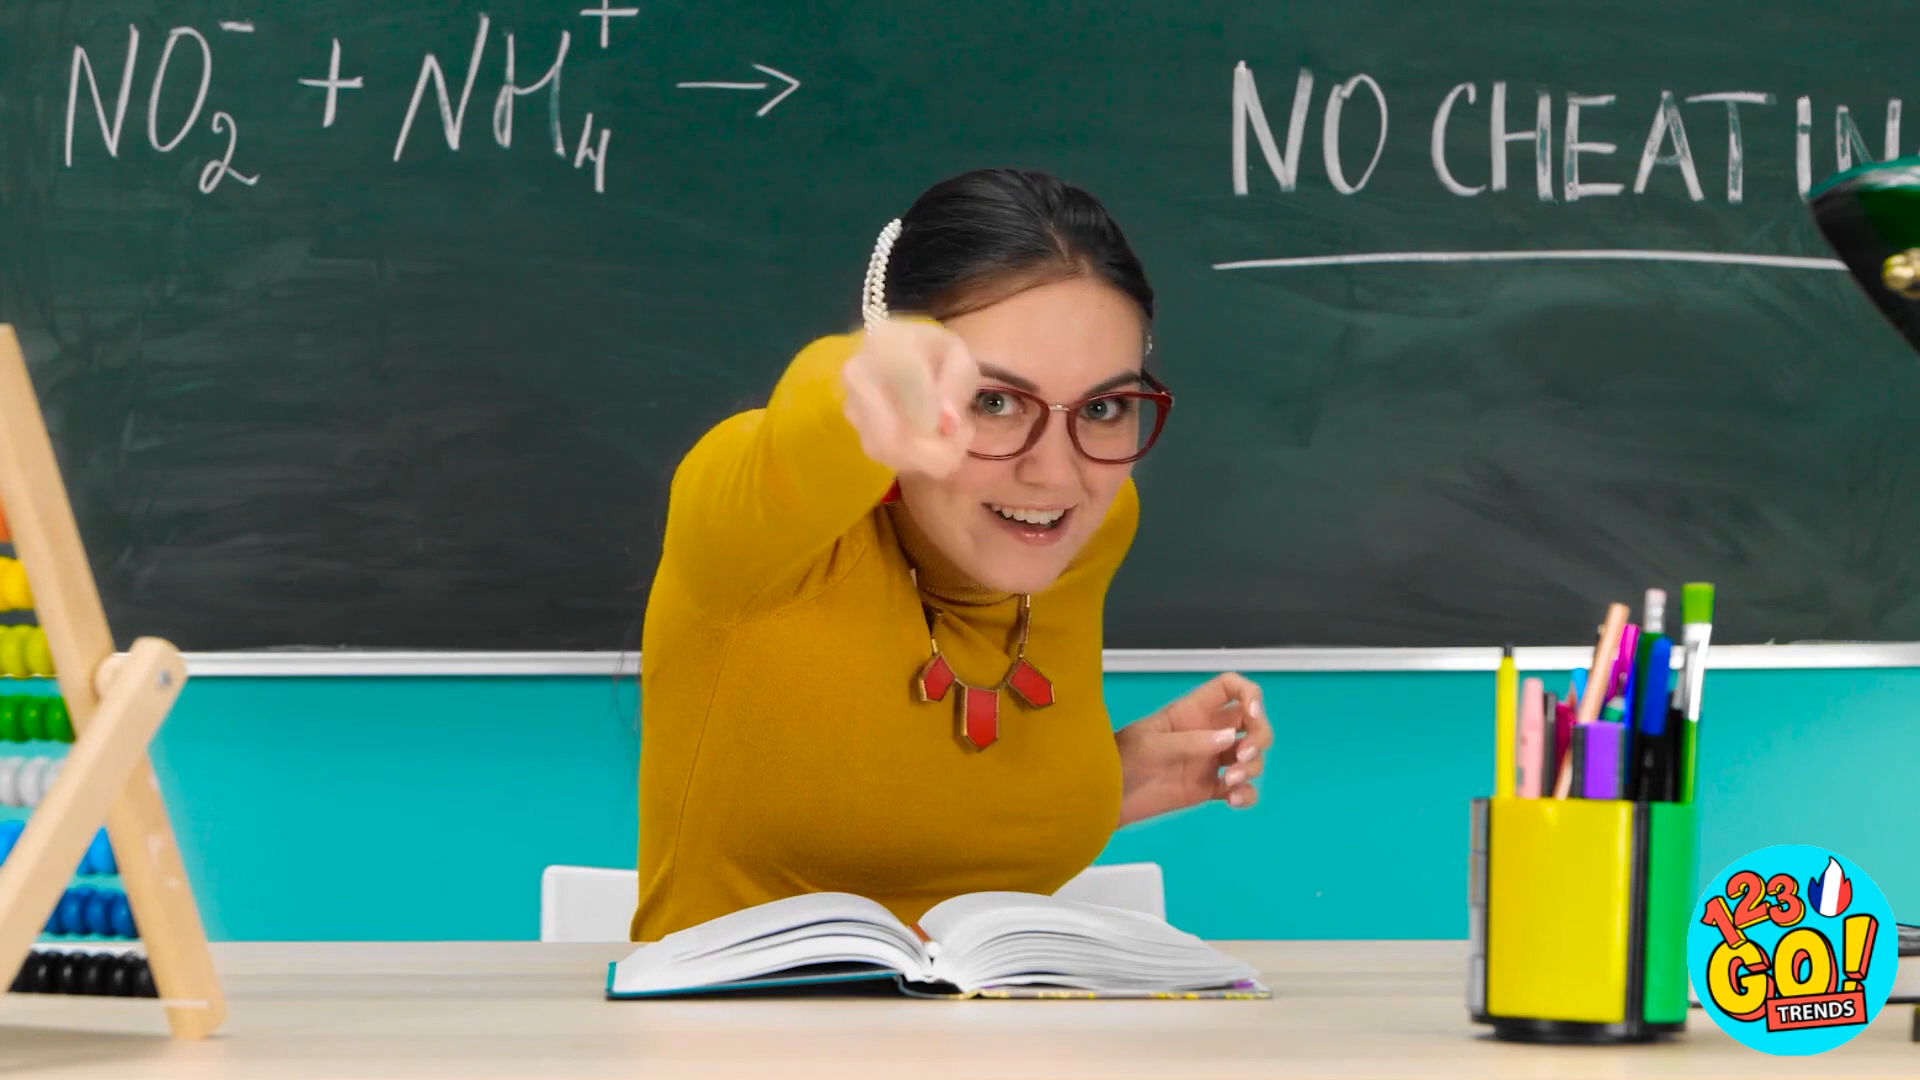 NO₂⁻ + NH₄⁺ →
NO CHEATIN
123
GO!
TRENDS